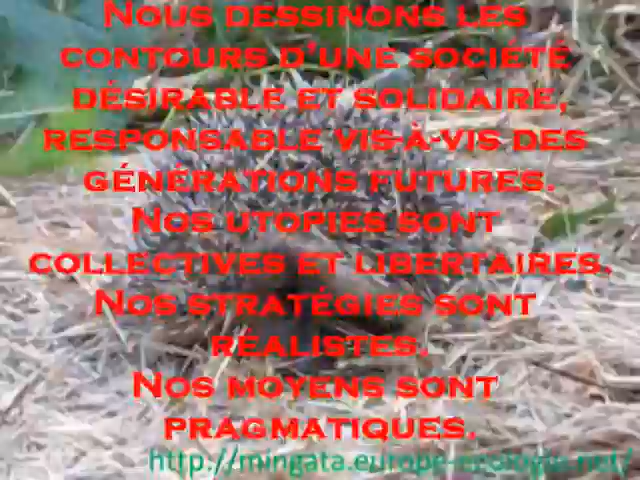 Nous dessinons les
contours d'une société
désirable et solidaire,
responsable vis-à-vis des
générations futures.
Nos utopies sont
collectives et libertaires.
Nos stratégies sont
realistes.
Nos moyens sont
pragmatiques.
http://mingata.europe-ecologie.net/